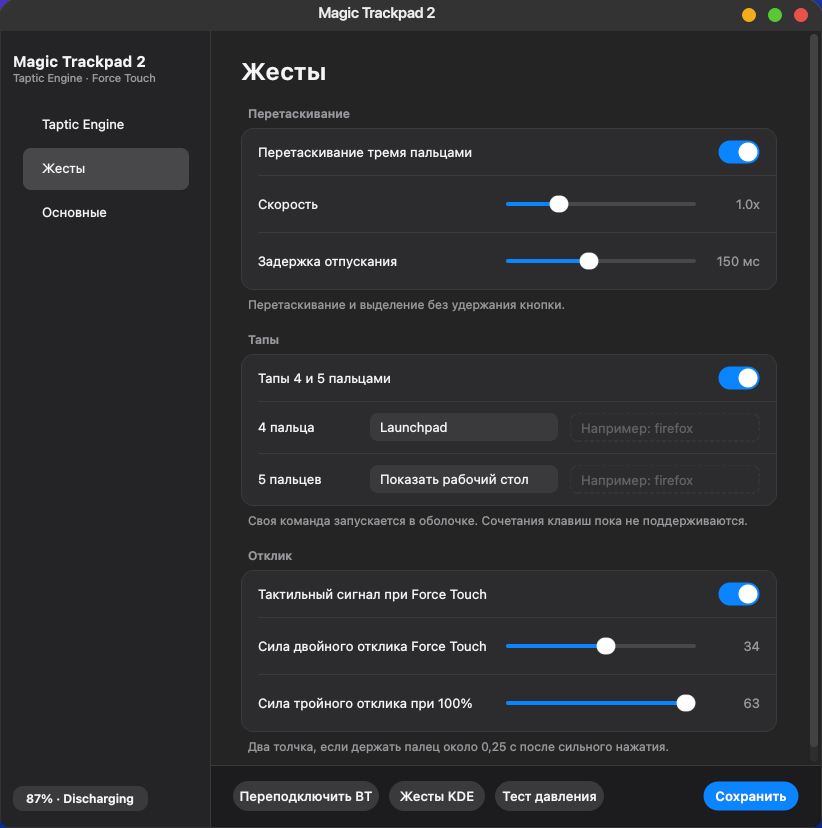 Magic Trackpad 2
Magic Trackpad 2
Taptic Engine · Force Touch
Taptic Engine
Жесты
Основные
87% · Discharging
Жесты
Перетаскивание
Перетаскивание тремя пальцами
Скорость 1.0x
Задержка отпускания 150 мс
Перетаскивание и выделение без удержания кнопки.
Тапы
Тапы 4 и 5 пальцами
4 пальца Launchpad Например: firefox
5 пальцев Показать рабочий стол Например: firefox
Своя команда запускается в оболочке. Сочетания клавиш пока не поддерживаются.
Отклик
Тактильный сигнал при Force Touch
Сила двойного отклика Force Touch 34
Сила тройного отклика при 100% 63
Два толчка, если держать палец около 0,25 с после сильного нажатия.
Переподключить BT Жесты KDE Тест давления Сохранить